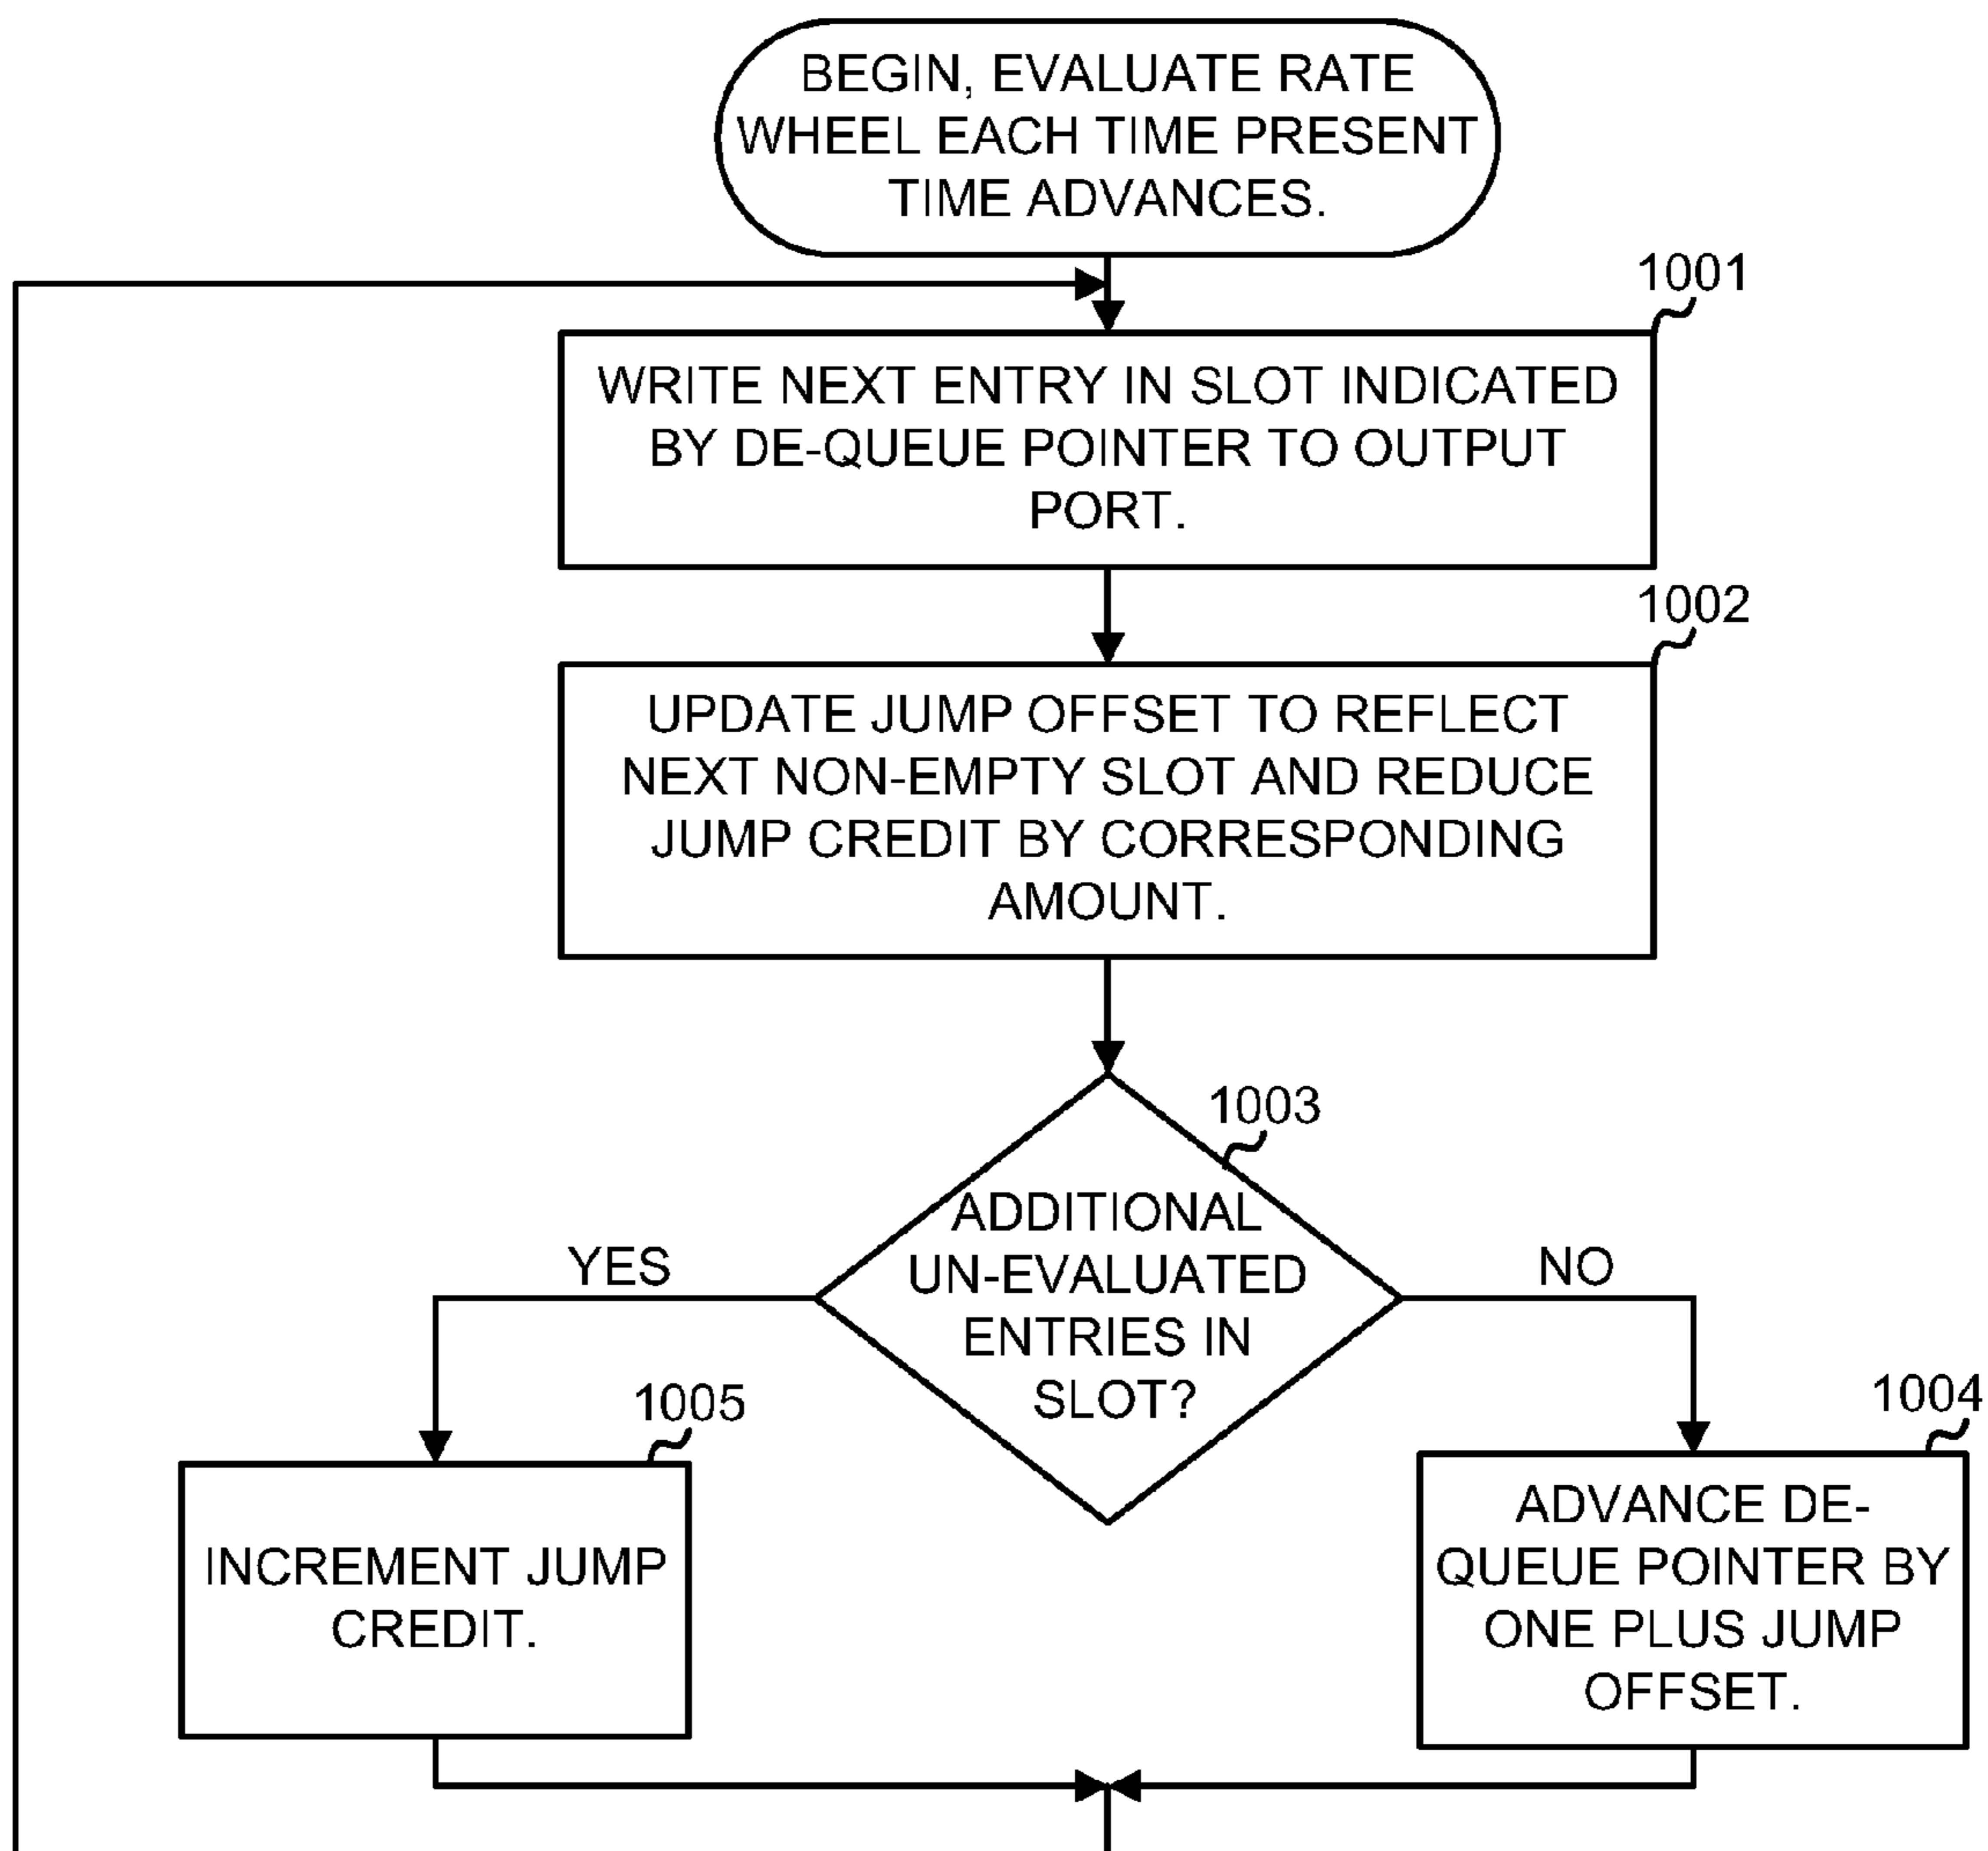 BEGIN, EVALUATE RATE
WHEEL EACH TIME PRESENT
TIME ADVANCES.
1001
WRITE NEXT ENTRY IN SLOT INDICATED
BY DE-QUEUE POINTER TO OUTPUT
PORT.
1002
UPDATE JUMP OFFSET TO REFLECT
NEXT NON-EMPTY SLOT AND REDUCE
JUMP CREDIT BY CORRESPONDING
AMOUNT.
1003
ADDITIONAL
UN-EVALUATED
ENTRIES IN
SLOT?
YES
NO
1005
INCREMENT JUMP
CREDIT.
1004
ADVANCE DE-
QUEUE POINTER BY
ONE PLUS JUMP
OFFSET.